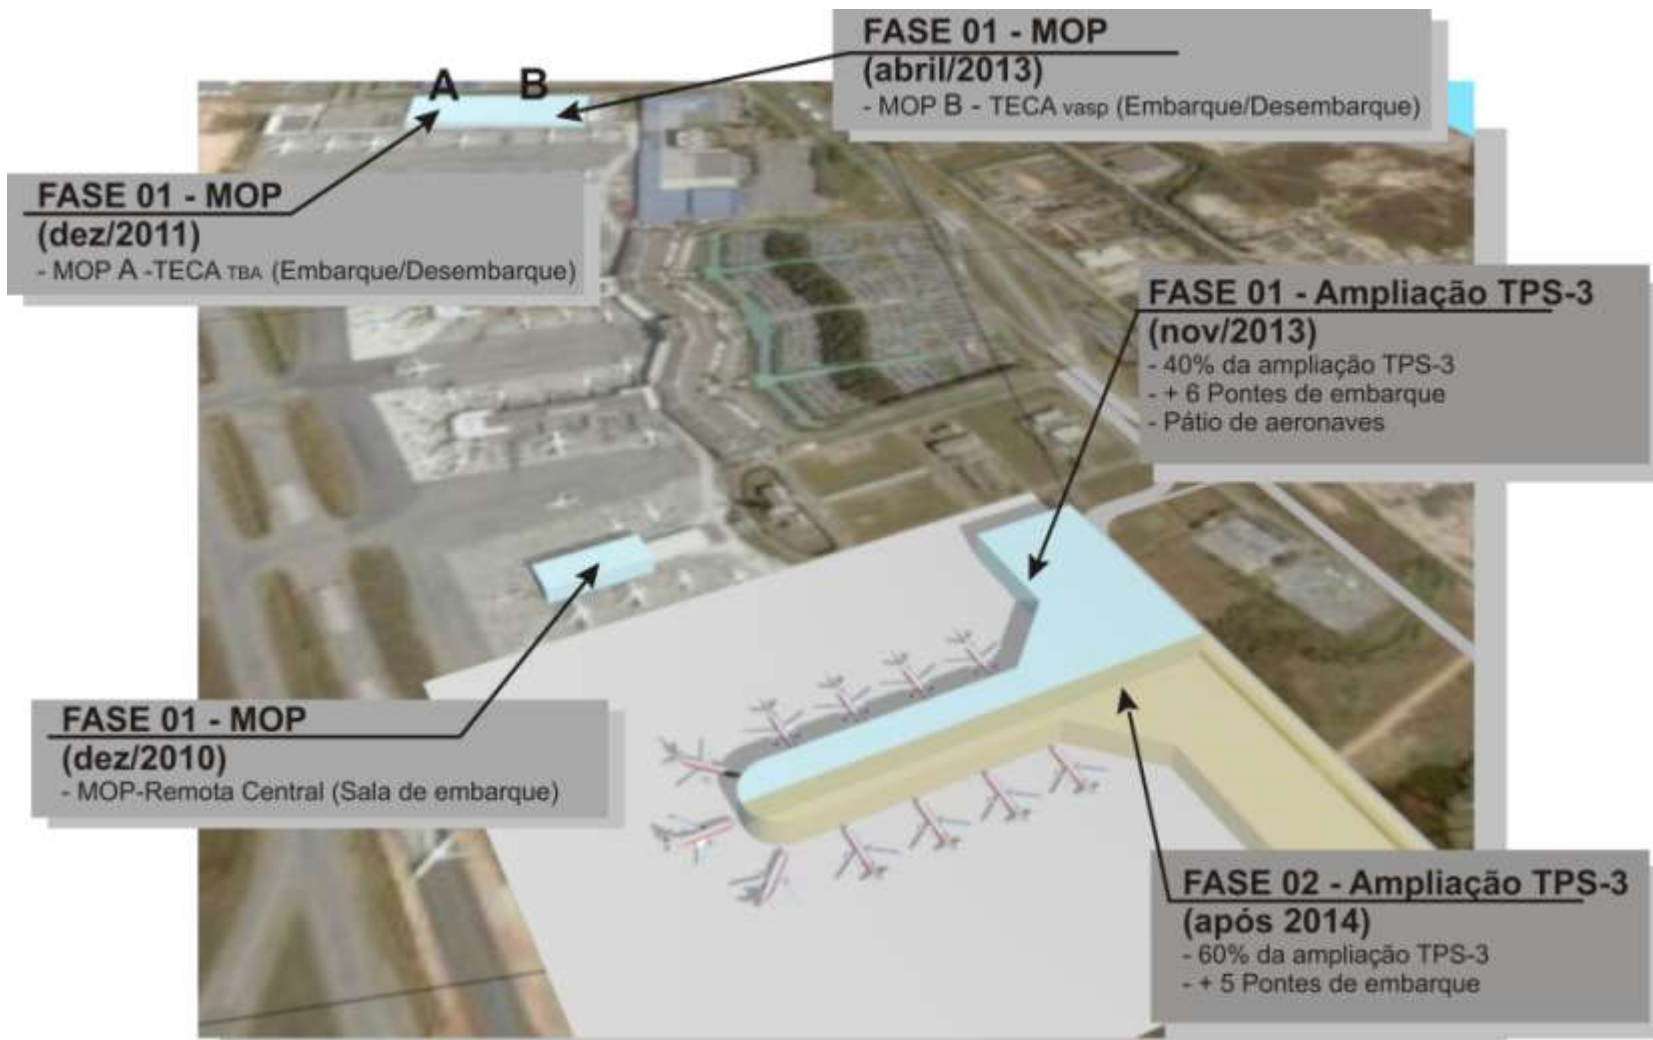 FASE 01 - MOP
(abril/2013)
- MOP B - TECA vasp (Embarque/Desembarque)
A B
FASE 01 - MOP
(dez/2011)
- MOP A -TECA TBA (Embarque/Desembarque)
FASE 01 - Ampliação TPS-3
(nov/2013)
- 40% da ampliação TPS-3
- + 6 Pontes de embarque
- Pátio de aeronaves
FASE 01 - MOP
(dez/2010)
- MOP-Remota Central (Sala de embarque)
FASE 02 - Ampliação TPS-3
(após 2014)
- 60% da ampliação TPS-3
- + 5 Pontes de embarque